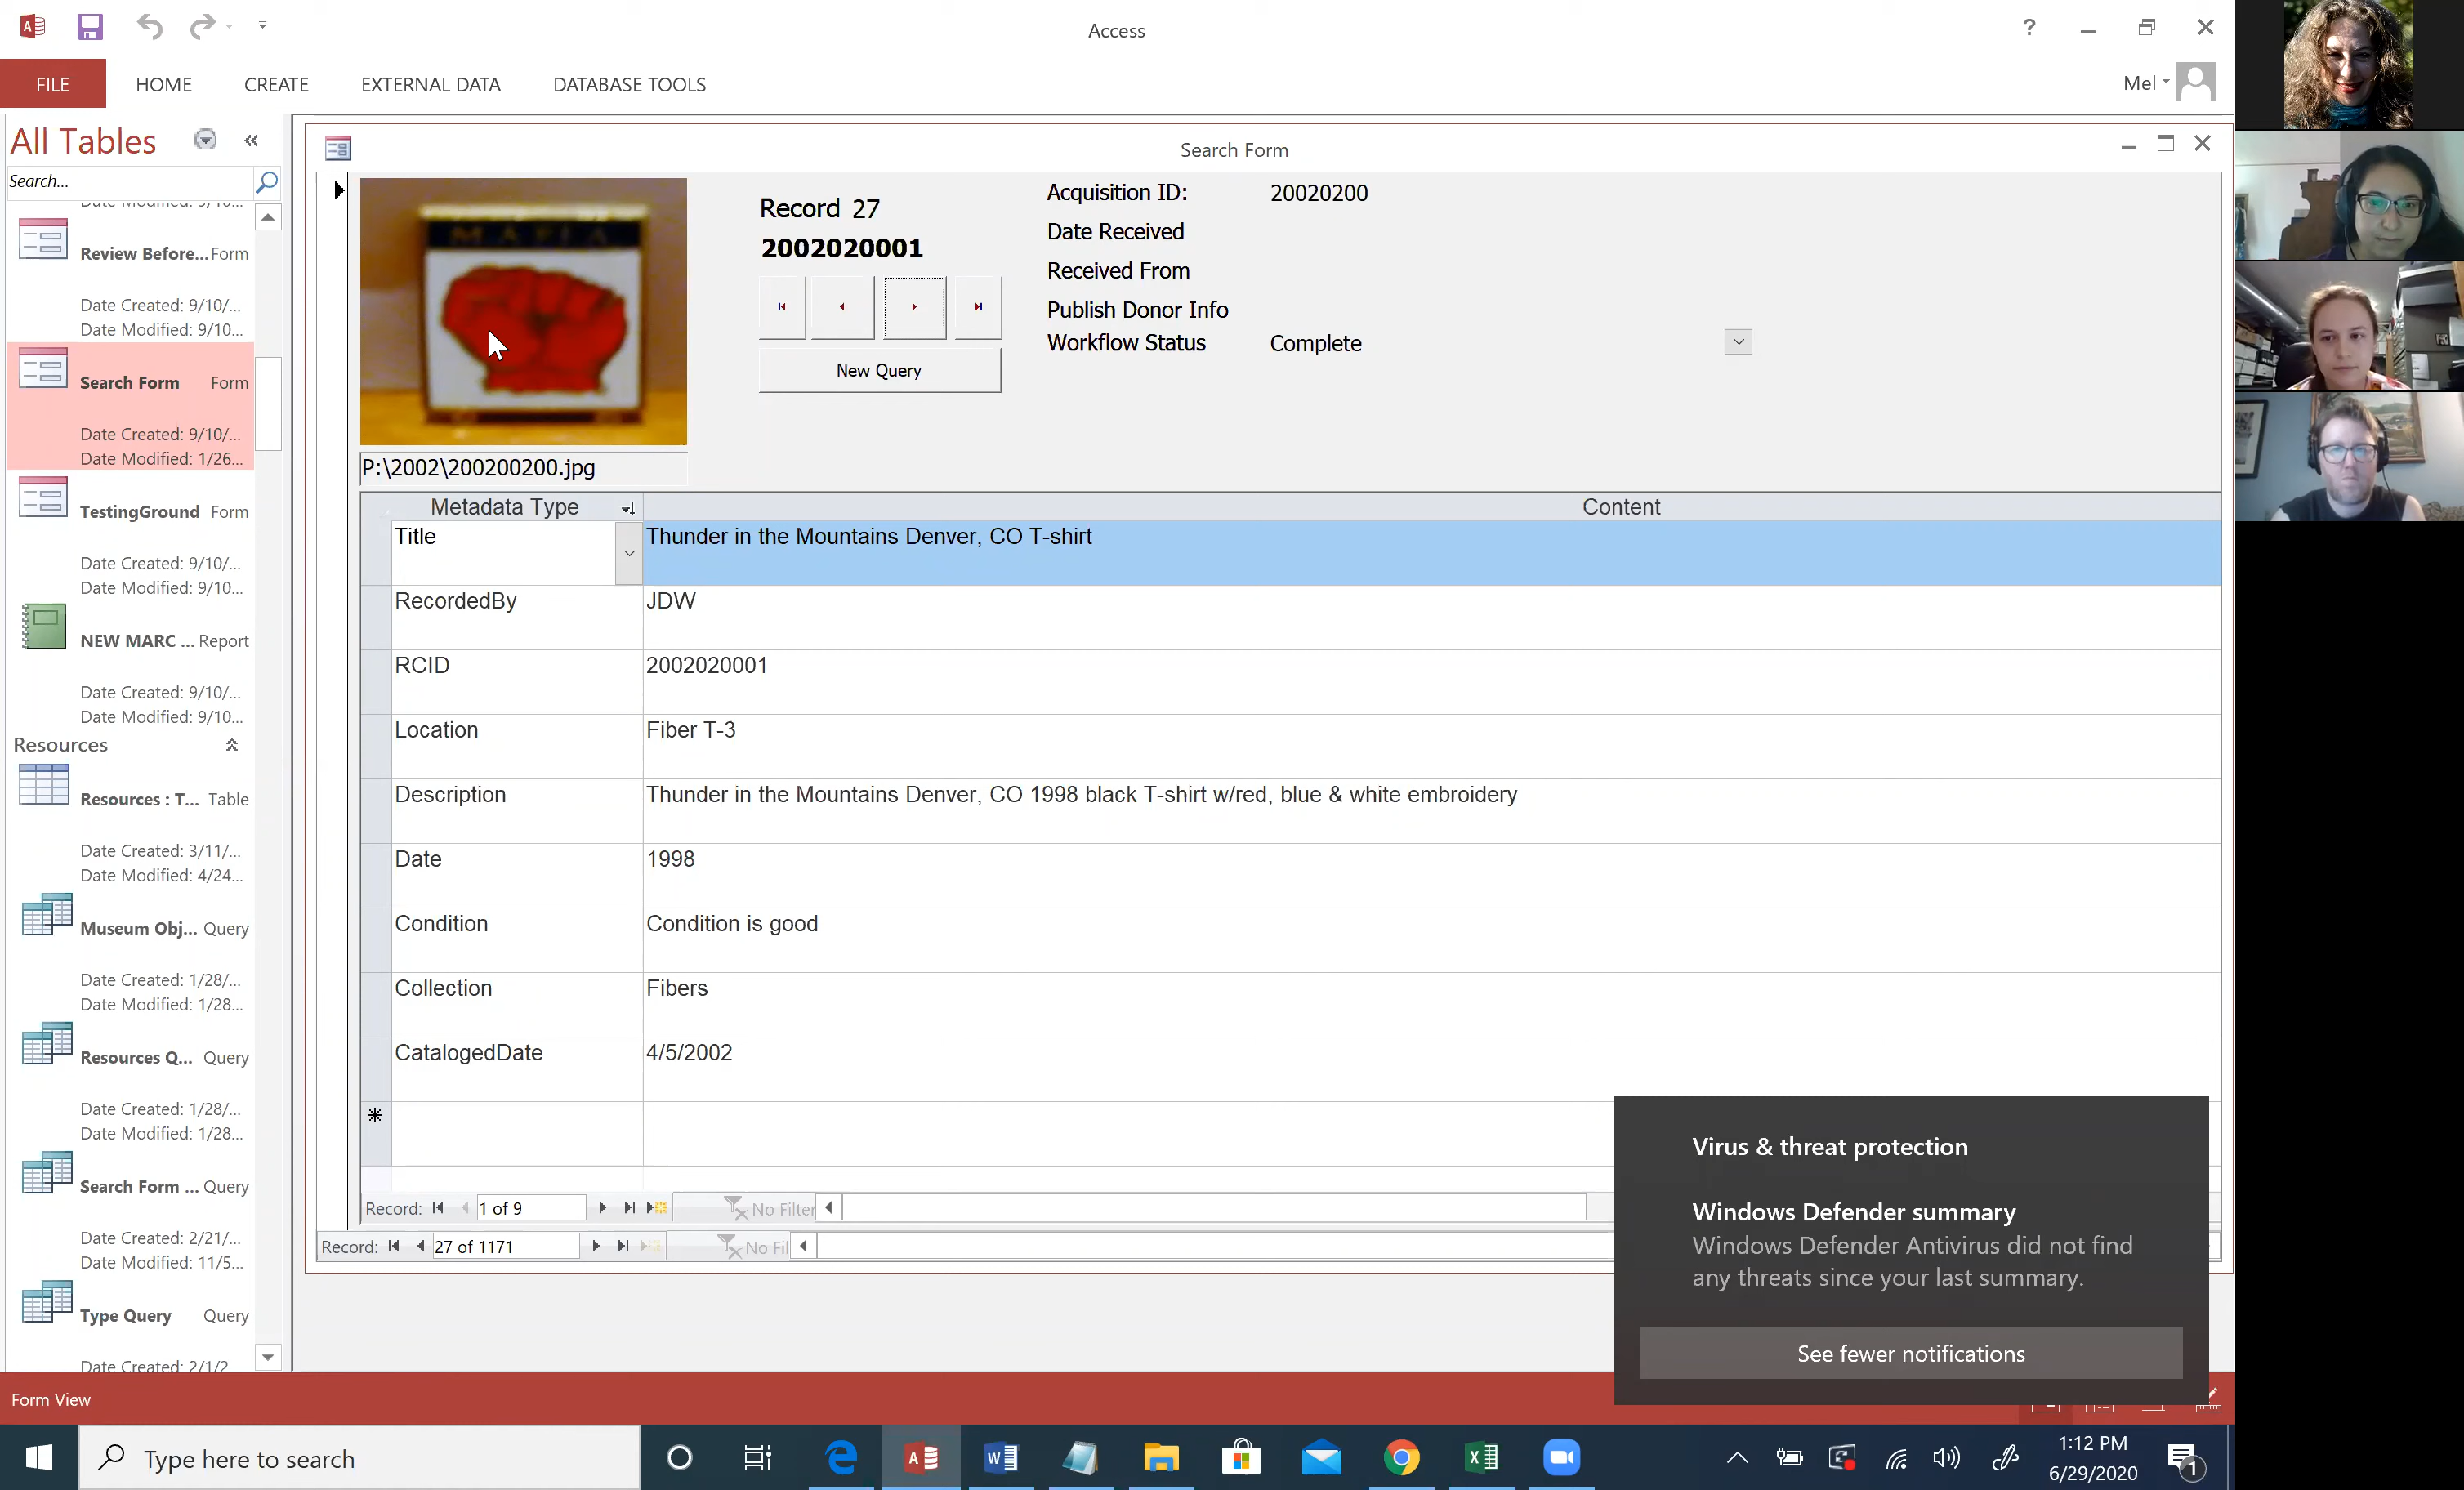 Access
?
FILE
HOME
CREATE
EXTERNAL DATA
DATABASE TOOLS
Mel
All Tables
Search...
Review Before... Form
Date Created: 9/10/...
Date Modified: 9/10...
Search Form Form
Date Created: 9/10/...
Date Modified: 1/26...
TestingGround Form
Date Created: 9/10/...
Date Modified: 9/10...
NEW MARC ... Report
Date Created: 9/10/...
Date Modified: 9/10...
Resources
Resources : T... Table
Date Created: 3/11/...
Date Modified: 4/24...
Museum Obj... Query
Date Created: 1/28/...
Date Modified: 1/28...
Resources Q... Query
Date Created: 1/28/...
Date Modified: 1/28...
Search Form ... Query
Date Created: 2/21/...
Date Modified: 11/5...
Type Query Query
Date Created: 2/1/2
Search Form
MAFIA
P:\2002\200200200.jpg
Record 27
2002020001
New Query
Acquisition ID: 20020200
Date Received
Received From
Publish Donor Info
Workflow Status Complete
Metadata Type Content
Title Thunder in the Mountains Denver, CO T-shirt
RecordedBy JDW
RCID 2002020001
Location Fiber T-3
Description Thunder in the Mountains Denver, CO 1998 black T-shirt w/red, blue & white embroidery
Date 1998
Condition Condition is good
Collection Fibers
CatalogedDate 4/5/2002
Record: 1 of 9 No Filter
Record: 27 of 1171 No Fil
Virus & threat protection
Windows Defender summary
Windows Defender Antivirus did not find
any threats since your last summary.
See fewer notifications
Form View
Type here to search
1:12 PM
6/29/2020
1